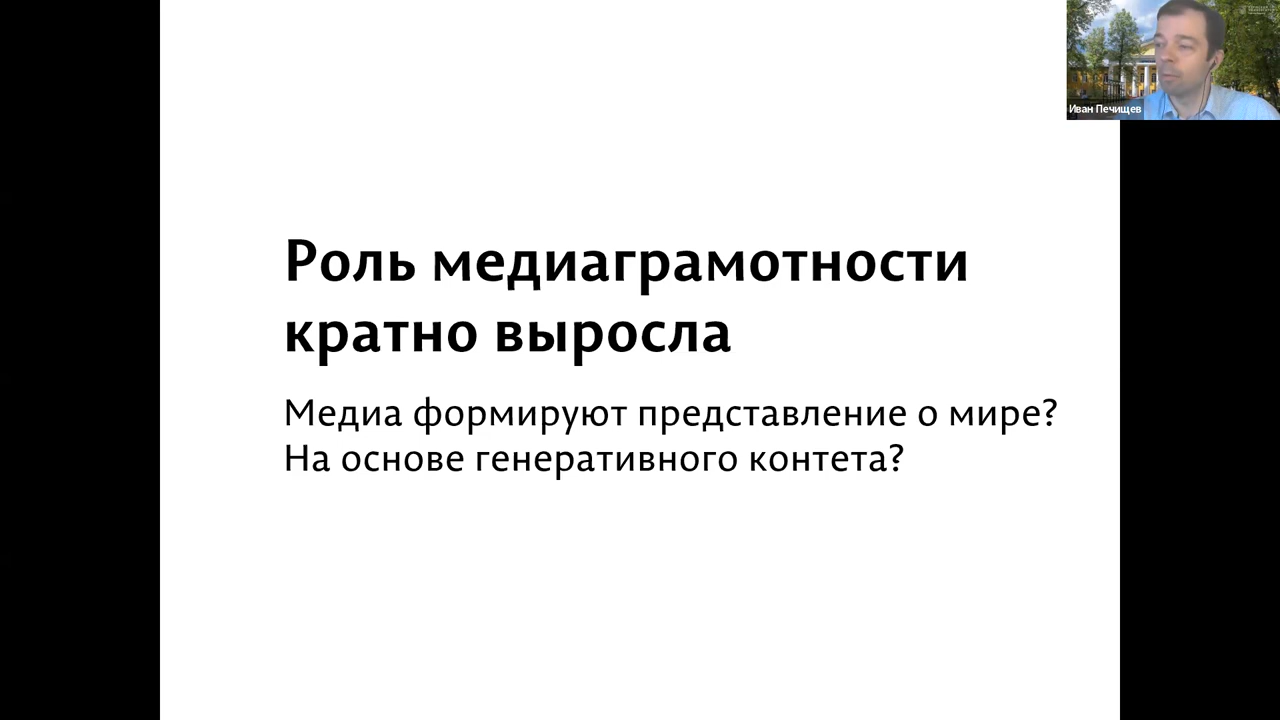 Иван Печищев
Роль медиаграмотности
кратно выросла
Медиа формируют представление о мире?
На основе генеративного контета?